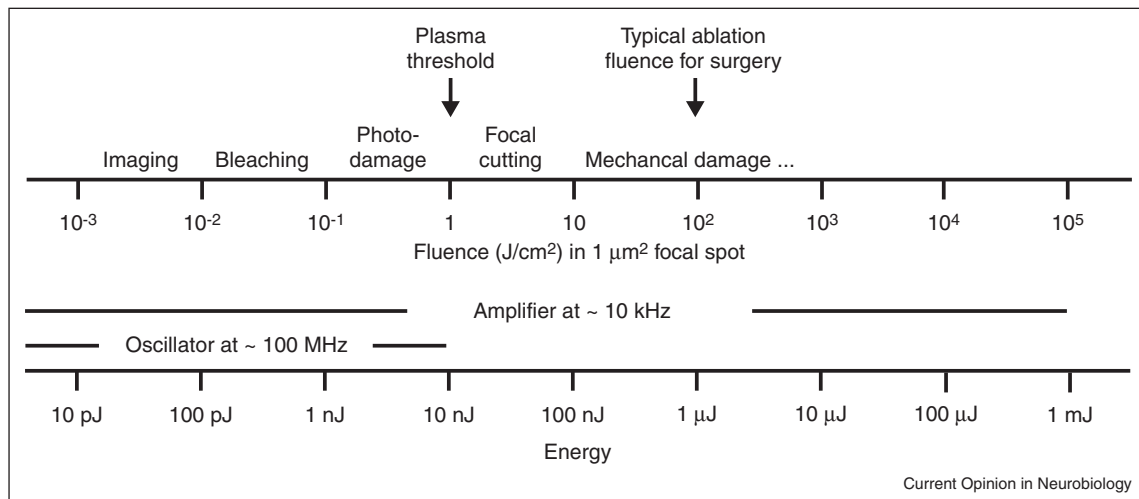 Plasma threshold
Typical ablation fluence for surgery
Imaging
Bleaching
Photo-damage
Focal cutting
Mechancal damage ...
10-3 10-2 10-1 1 10 10² 10³ 10⁴ 10⁵
Fluence (J/cm²) in 1 μm² focal spot
Amplifier at ~ 10 kHz
Oscillator at ~ 100 MHz
10 pJ 100 pJ 1 nJ 10 nJ 100 nJ 1 μJ 10 μJ 100 μJ 1 mJ
Energy
Current Opinion in Neurobiology